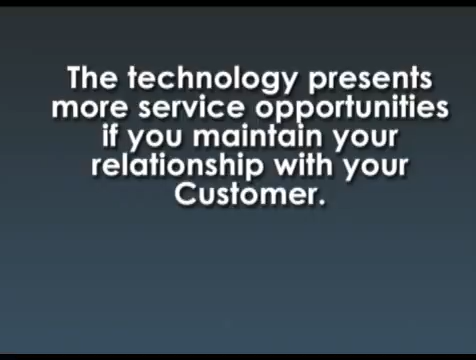 The technology presents
more service opportunities
if you maintain your
relationship with your
Customer.